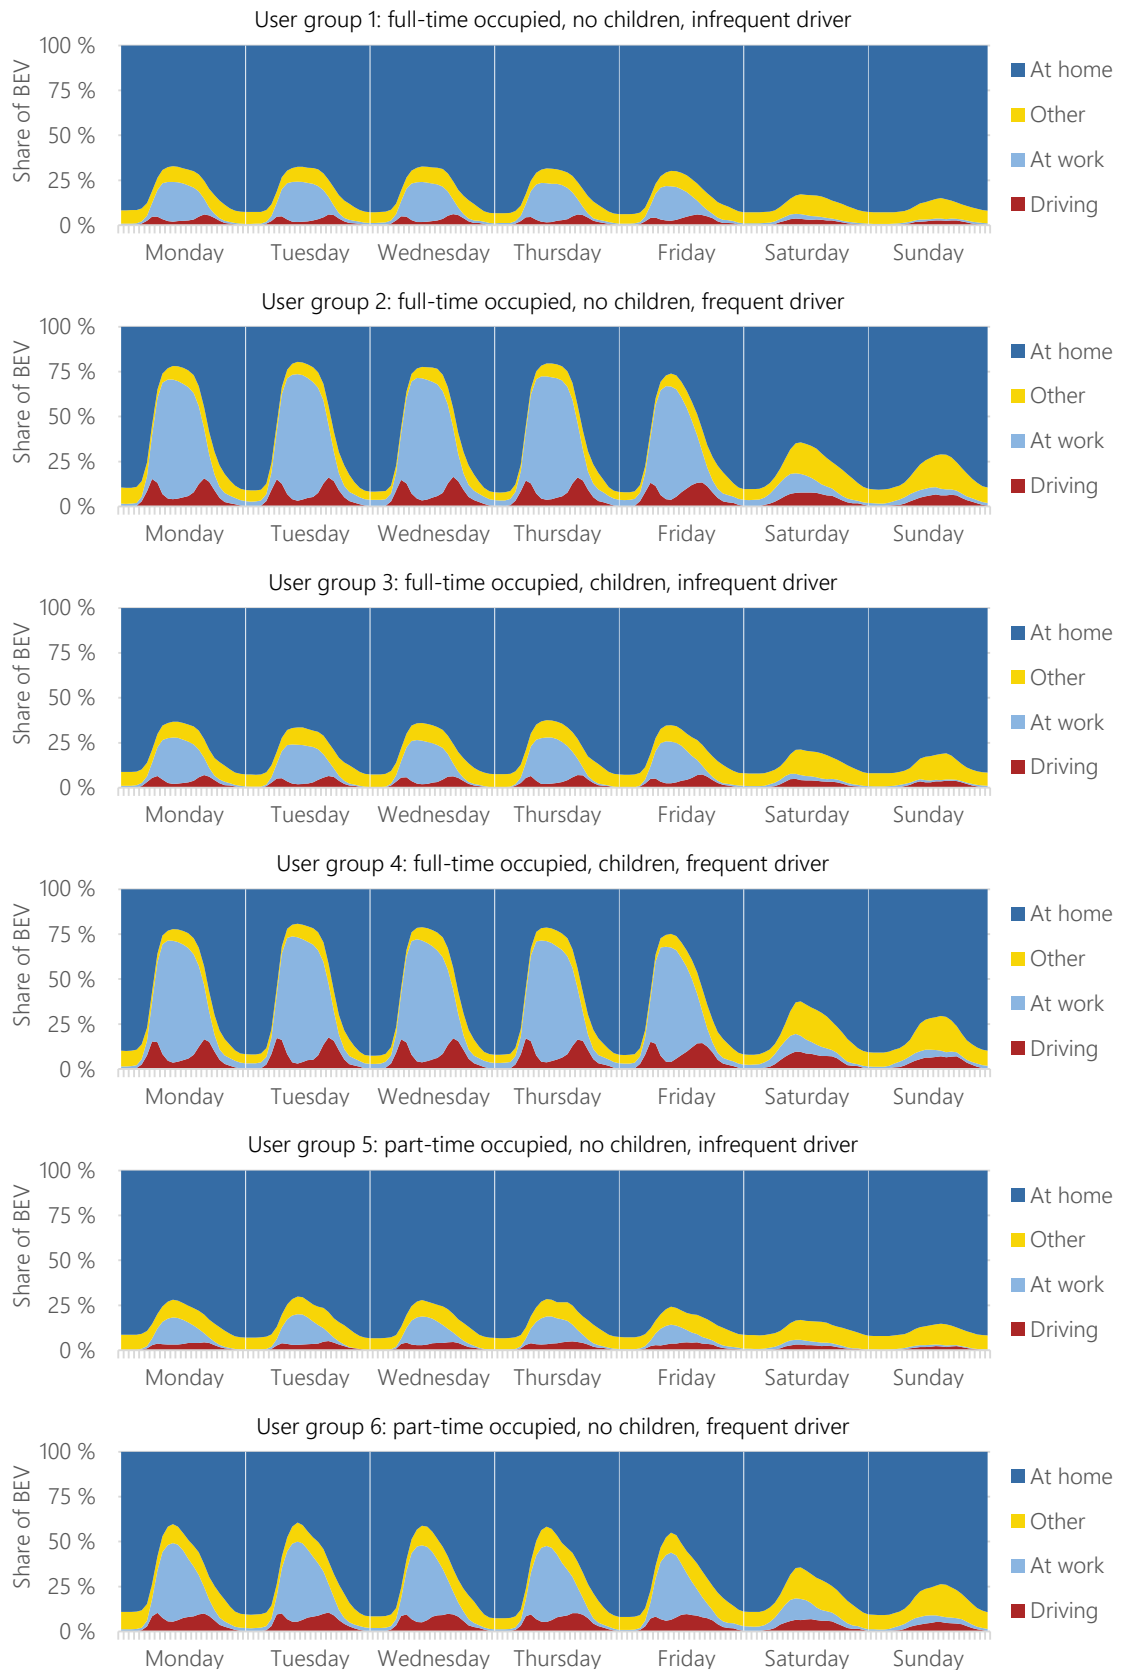 User group 1: full-time occupied, no children, infrequent driver
Share of BEV
100 %
75 %
50 %
25 %
0 %
At home
Other
At work
Driving
Monday Tuesday Wednesday Thursday Friday Saturday Sunday
User group 2: full-time occupied, no children, frequent driver
Share of BEV
100 %
75 %
50 %
25 %
0 %
At home
Other
At work
Driving
Monday Tuesday Wednesday Thursday Friday Saturday Sunday
User group 3: full-time occupied, children, infrequent driver
Share of BEV
100 %
75 %
50 %
25 %
0 %
At home
Other
At work
Driving
Monday Tuesday Wednesday Thursday Friday Saturday Sunday
User group 4: full-time occupied, children, frequent driver
Share of BEV
100 %
75 %
50 %
25 %
0 %
At home
Other
At work
Driving
Monday Tuesday Wednesday Thursday Friday Saturday Sunday
User group 5: part-time occupied, no children, infrequent driver
Share of BEV
100 %
75 %
50 %
25 %
0 %
At home
Other
At work
Driving
Monday Tuesday Wednesday Thursday Friday Saturday Sunday
User group 6: part-time occupied, no children, frequent driver
Share of BEV
100 %
75 %
50 %
25 %
0 %
At home
Other
At work
Driving
Monday Tuesday Wednesday Thursday Friday Saturday Sunday